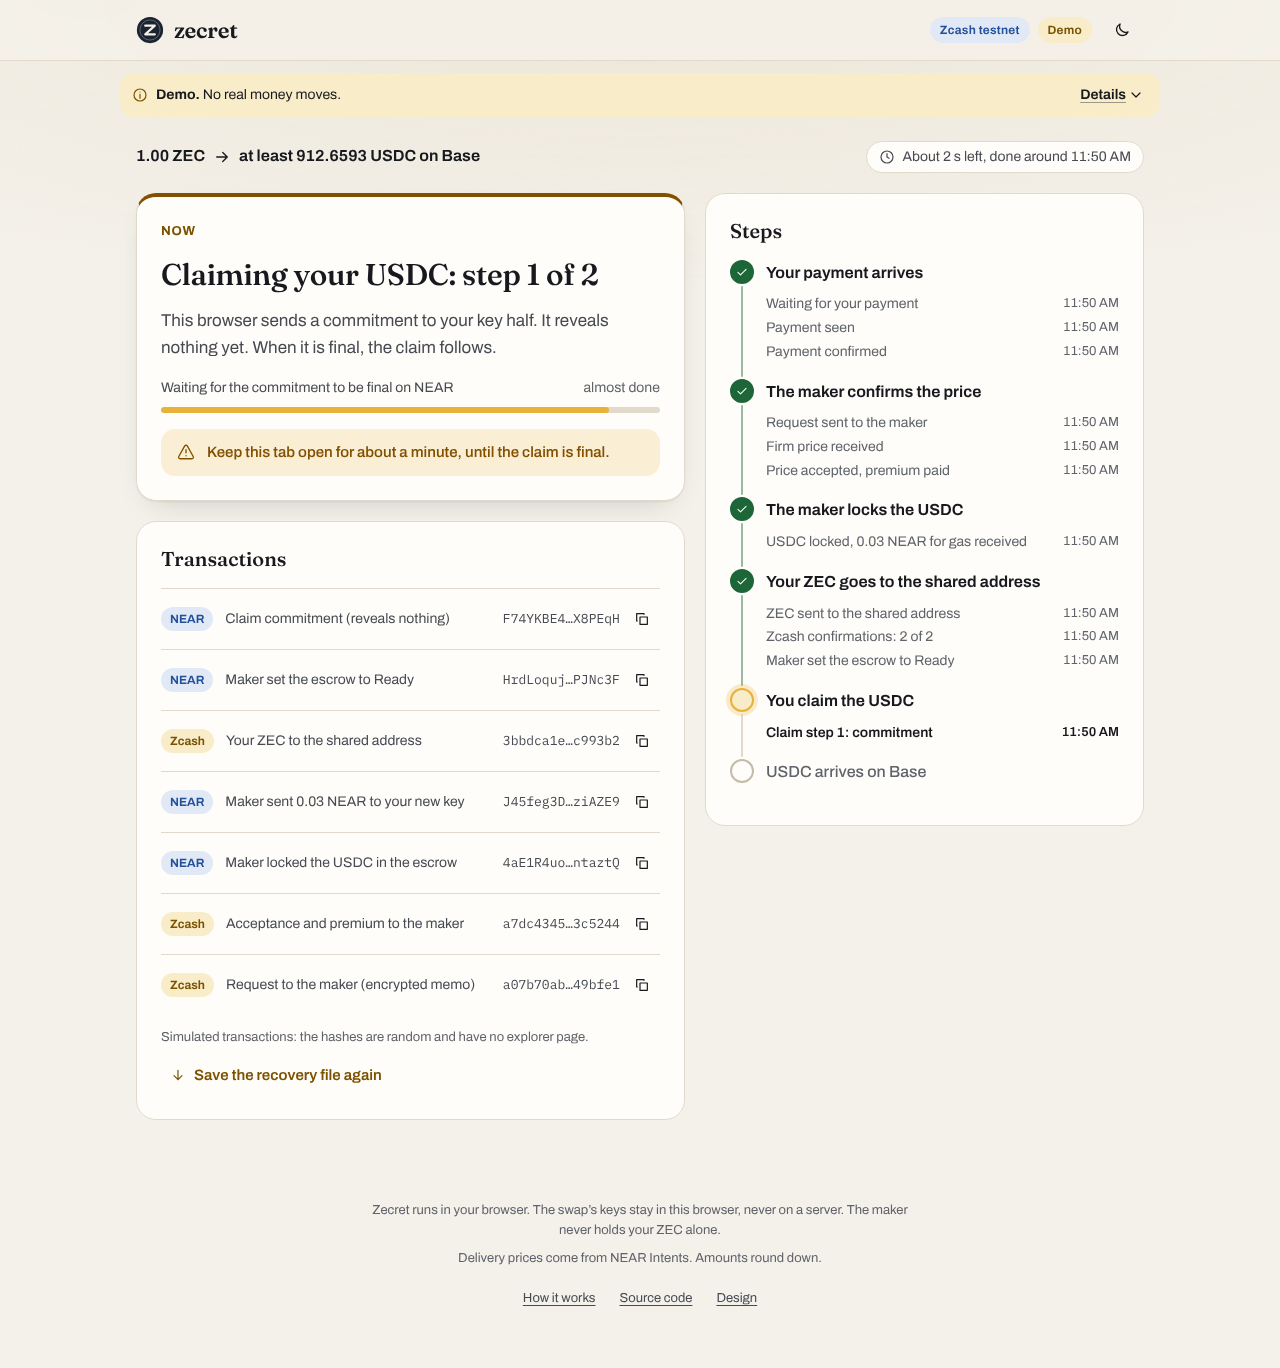 zecret
Zcash testnet
Demo
Demo. No real money moves.
Details
1.00 ZEC → at least 912.6593 USDC on Base
About 2 s left, done around 11:50 AM
NOW
Claiming your USDC: step 1 of 2
This browser sends a commitment to your key half. It reveals
nothing yet. When it is final, the claim follows.
Waiting for the commitment to be final on NEAR
almost done
Keep this tab open for about a minute, until the claim is final.
Transactions
NEAR Claim commitment (reveals nothing) F74YKBE4…X8PEqH
NEAR Maker set the escrow to Ready HrdLoquj…PJNc3F
Zcash Your ZEC to the shared address 3bbdca1e…c993b2
NEAR Maker sent 0.03 NEAR to your new key J45feg3D…ziAZE9
NEAR Maker locked the USDC in the escrow 4aE1R4uo…ntaztQ
Zcash Acceptance and premium to the maker a7dc4345…3c5244
Zcash Request to the maker (encrypted memo) a07b70ab…49bfe1
Simulated transactions: the hashes are random and have no explorer page.
Save the recovery file again
Steps
Your payment arrives
Waiting for your payment 11:50 AM
Payment seen 11:50 AM
Payment confirmed 11:50 AM
The maker confirms the price
Request sent to the maker 11:50 AM
Firm price received 11:50 AM
Price accepted, premium paid 11:50 AM
The maker locks the USDC
USDC locked, 0.03 NEAR for gas received 11:50 AM
Your ZEC goes to the shared address
ZEC sent to the shared address 11:50 AM
Zcash confirmations: 2 of 2 11:50 AM
Maker set the escrow to Ready 11:50 AM
You claim the USDC
Claim step 1: commitment 11:50 AM
USDC arrives on Base
Zecret runs in your browser. The swap’s keys stay in this browser, never on a server. The maker
never holds your ZEC alone.
Delivery prices come from NEAR Intents. Amounts round down.
How it works
Source code
Design